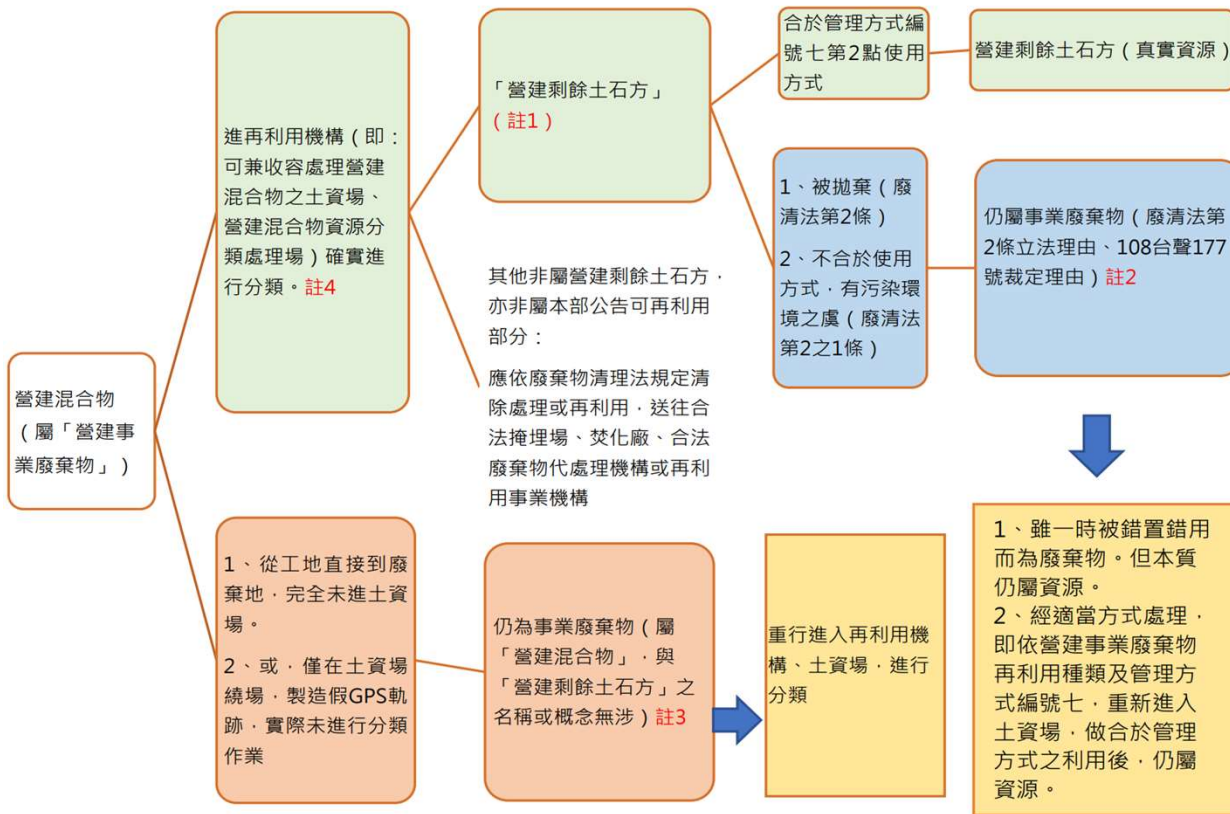 營建混合物
（屬「營建事
業廢棄物」）
進再利用機構（即：
可兼收容處理營建
混合物之土資場、
營建混合物資源分
類處理場）確實進
行分類。註4
「營建剩餘土石方」
（註1）
合於管理方式編
號七第2點使用
方式
營建剩餘土石方（真實資源）
1、被拋棄（廢
清法第2條）
2、不合於使用
方式，有污染環
境之虞（廢清法
第2之1條）
仍屬事業廢棄物（廢清法第
2條立法理由、108台聲177
號裁定理由）註2
其他非屬營建剩餘土石方，
亦非屬本部公告可再利用
部分：
應依廢棄物清理法規定清
除處理或再利用，送往合
法掩埋場、焚化廠、合法
廢棄物代處理機構或再利
用事業機構
1、從工地直接到廢
棄地，完全未進土資
場。
2、或，僅在土資場
繞場，製造假GPS軌
跡，實際未進行分類
作業
仍為事業廢棄物（屬
「營建混合物」，與
「營建剩餘土石方」之
名稱或概念無涉）註3
重行進入再利用機
構、土資場，進行
分類
1、雖一時被錯置錯用
而為廢棄物。但本質
仍屬資源。
2、經適當方式處理，
即依營建事業廢棄物
再利用種類及管理方
式編號七，重新進入
土資場，做合於管理
方式之利用後，仍屬
資源。